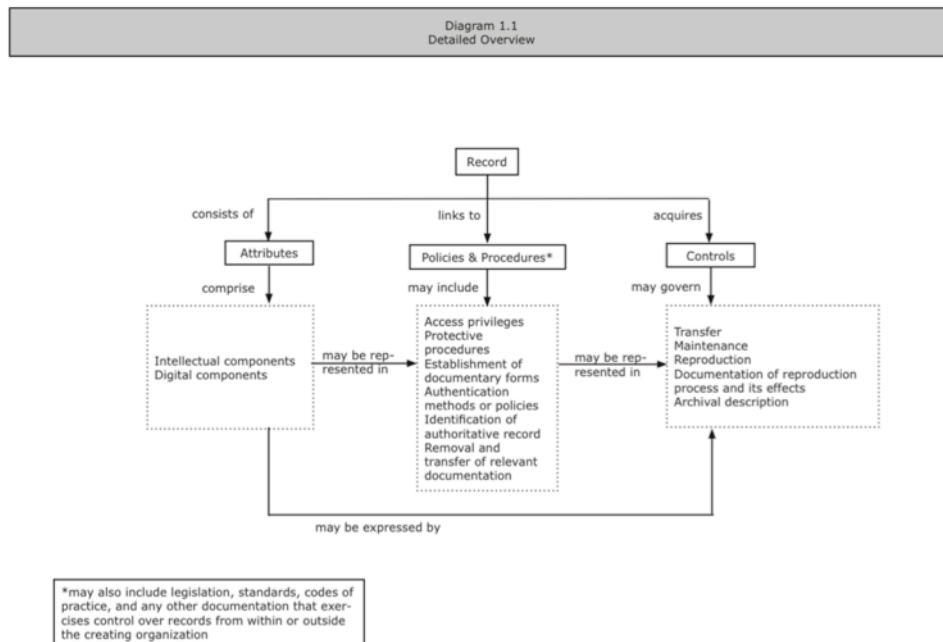 Diagram 1.1
Detailed Overview
Record
consists of
links to
acquires
Attributes
Policies & Procedures*
Controls
comprise
may include
may govern
Intellectual components
Digital components
may be rep-
resented in
Access privileges
Protective
procedures
Establishment of
documentary forms
Authentication
methods or policies
Identification of
authoritative record
Removal and
transfer of relevant
documentation
may be rep-
resented in
Transfer
Maintenance
Reproduction
Documentation of reproduction
process and its effects
Archival description
may be expressed by
*may also include legislation, standards, codes of
practice, and any other documentation that exer-
cises control over records from within or outside
the creating organization